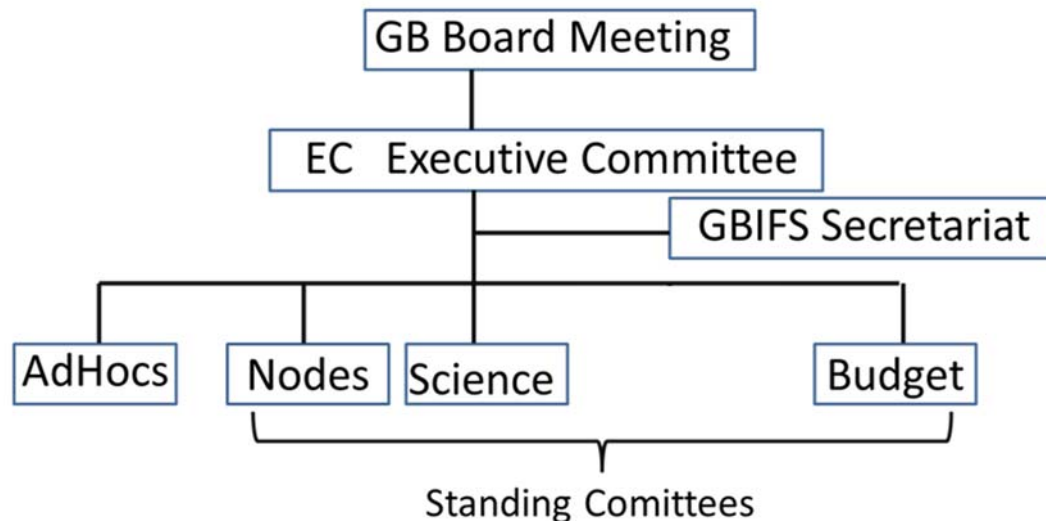 GB Board Meeting
EC Executive Committee
GBIFS Secretariat
AdHocs
Nodes
Science
Budget
Standing Comittees